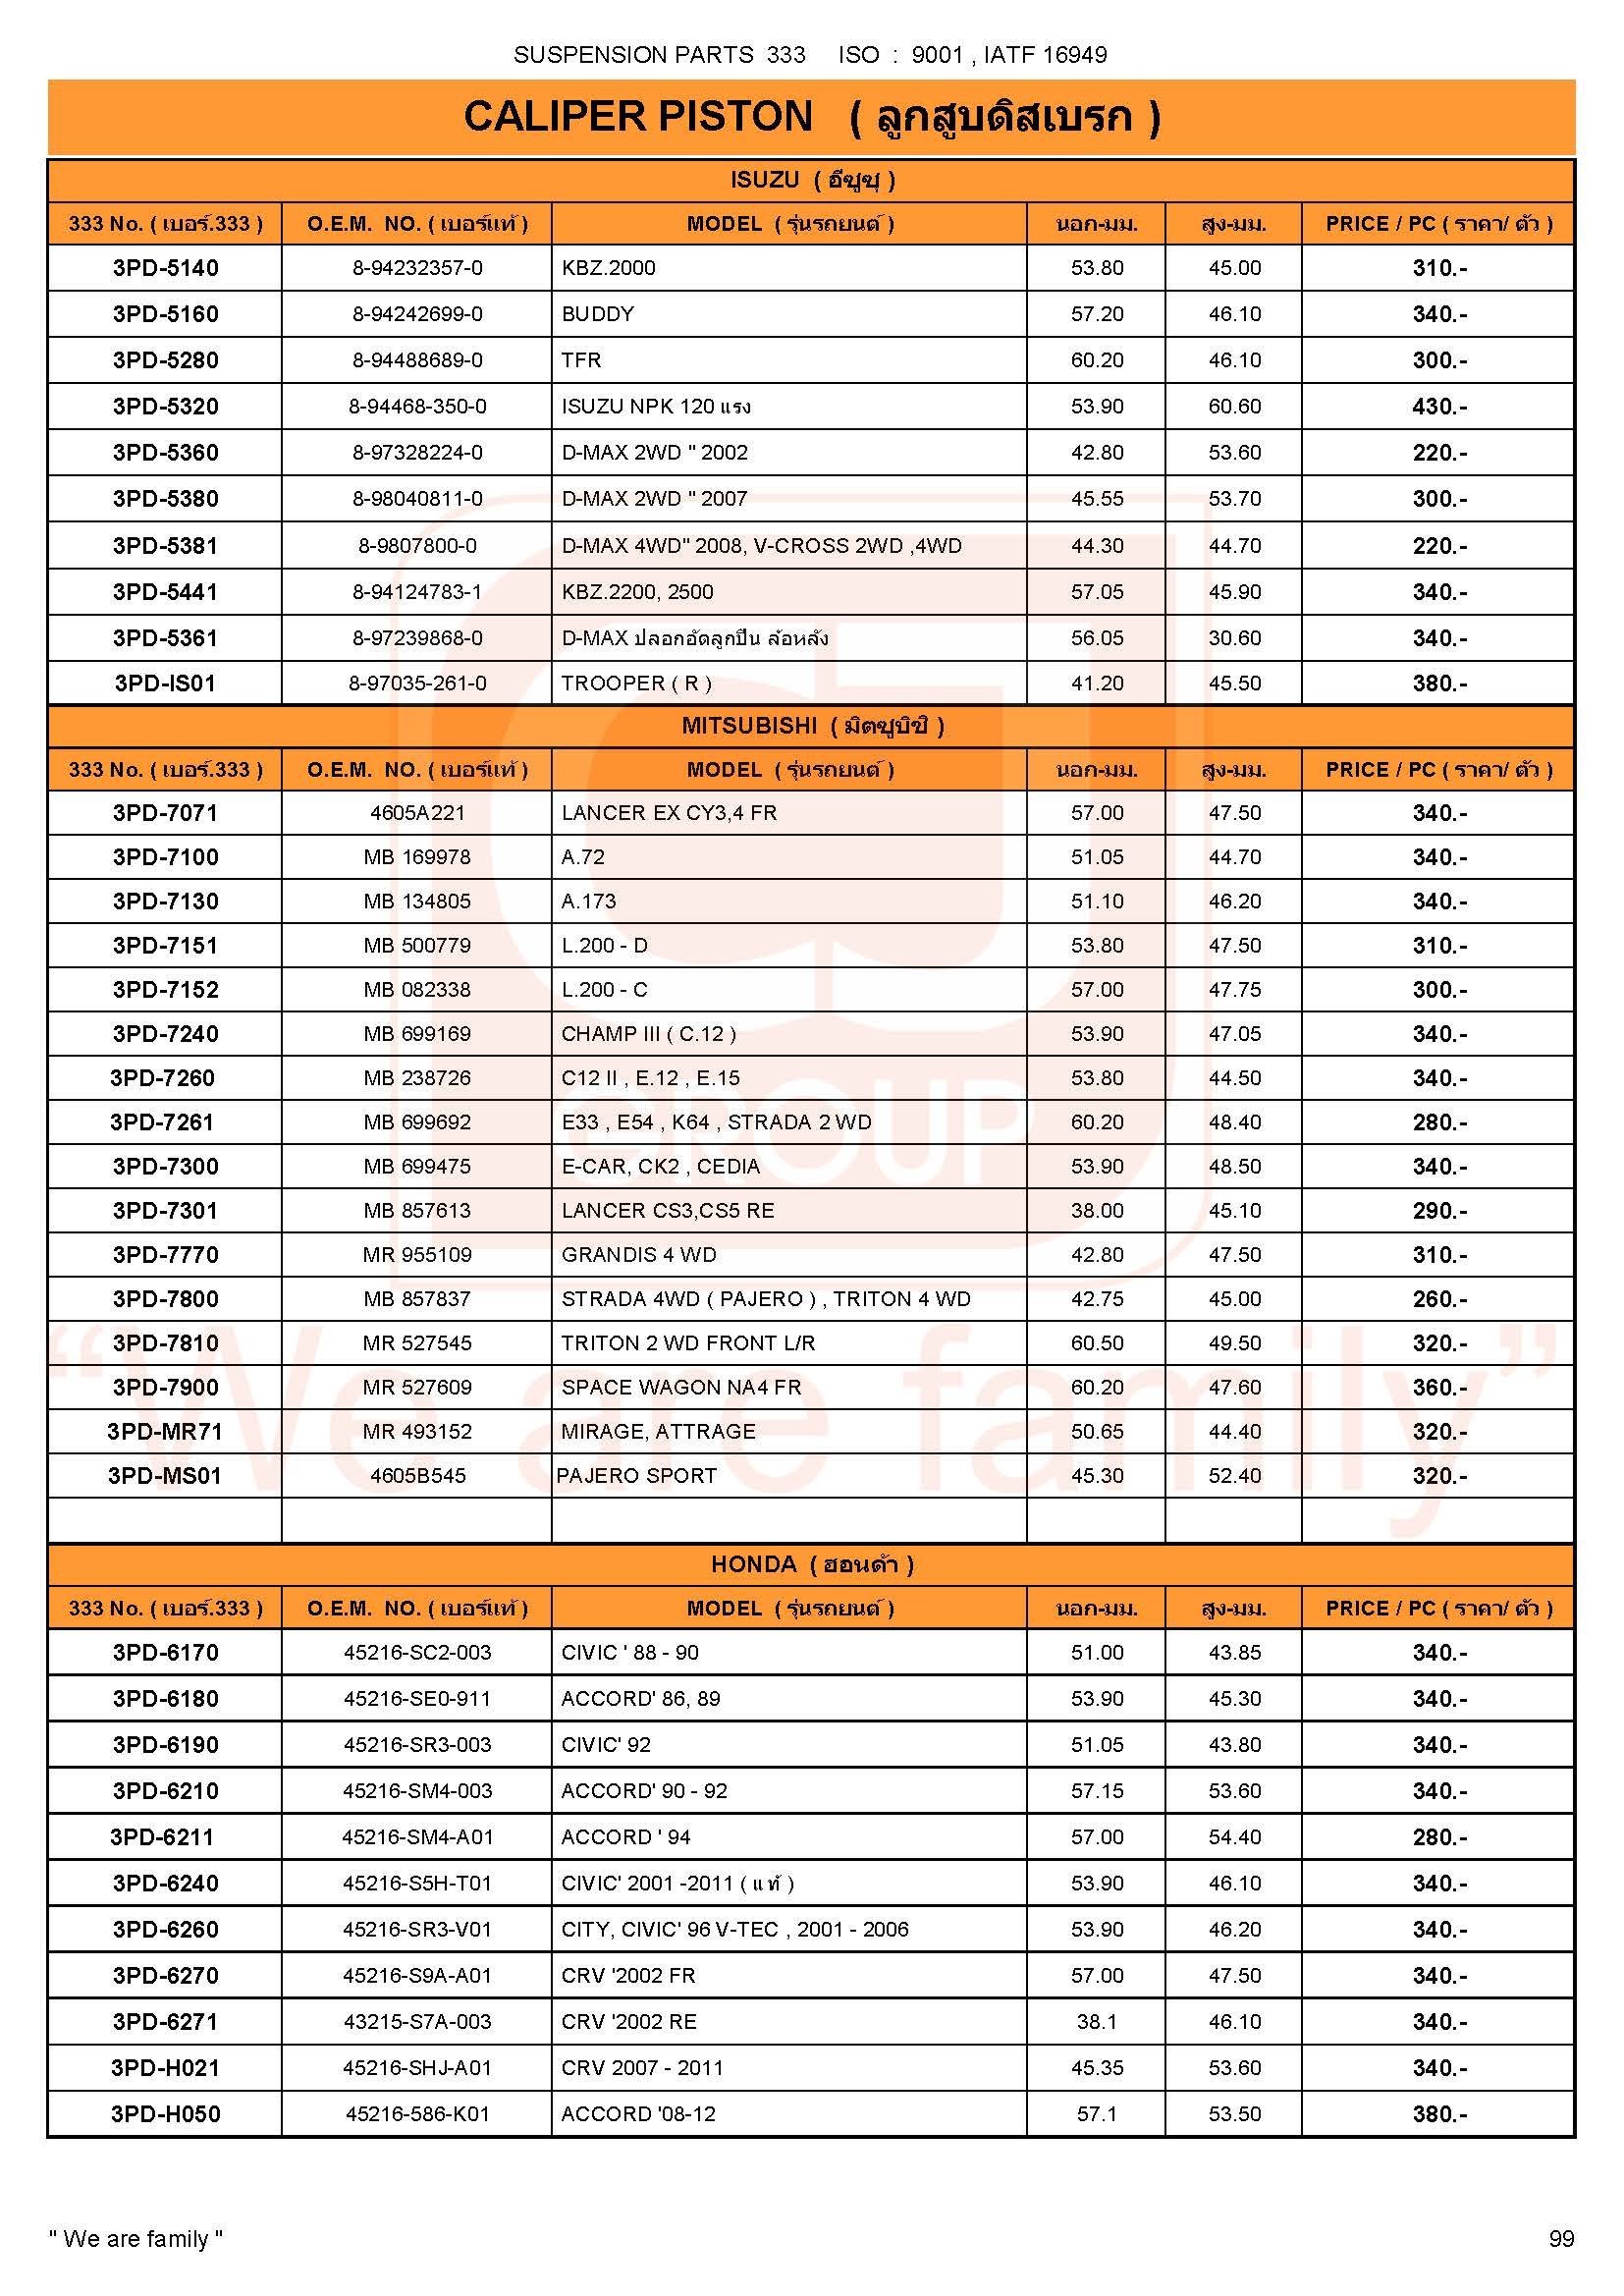 SUSPENSION PARTS 333 ISO : 9001 , IATF 16949
CALIPER PISTON ( ลูกสูบดิสเบรก )
ISUZU ( อีซูซุ )
333 No. ( เบอร์.333 ) O.E.M. NO. ( เบอร์แท้ ) MODEL ( รุ่นรถยนต์ ) นอก-มม. สูง-มม. PRICE / PC ( ราคา/ ตัว )
3PD-5140 8-94232357-0 KBZ.2000 53.80 45.00 310.-
3PD-5160 8-94242699-0 BUDDY 57.20 46.10 340.-
3PD-5280 8-94488689-0 TFR 60.20 46.10 300.-
3PD-5320 8-94468-350-0 ISUZU NPK 120 แรง 53.90 60.60 430.-
3PD-5360 8-97328224-0 D-MAX 2WD " 2002 42.80 53.60 220.-
3PD-5380 8-98040811-0 D-MAX 2WD " 2007 45.55 53.70 300.-
3PD-5381 8-9807800-0 D-MAX 4WD" 2008, V-CROSS 2WD ,4WD 44.30 44.70 220.-
3PD-5441 8-94124783-1 KBZ.2200, 2500 57.05 45.90 340.-
3PD-5361 8-97239868-0 D-MAX ปลอกอัดลูกปืน ล้อหลัง 56.05 30.60 340.-
3PD-IS01 8-97035-261-0 TROOPER ( R ) 41.20 45.50 380.-
MITSUBISHI ( มิตซูบิชิ )
333 No. ( เบอร์.333 ) O.E.M. NO. ( เบอร์แท้ ) MODEL ( รุ่นรถยนต์ ) นอก-มม. สูง-มม. PRICE / PC ( ราคา/ ตัว )
3PD-7071 4605A221 LANCER EX CY3,4 FR 57.00 47.50 340.-
3PD-7100 MB 169978 A.72 51.05 44.70 340.-
3PD-7130 MB 134805 A.173 51.10 46.20 340.-
3PD-7151 MB 500779 L.200 - D 53.80 47.50 310.-
3PD-7152 MB 082338 L.200 - C 57.00 47.75 300.-
3PD-7240 MB 699169 CHAMP III ( C.12 ) 53.90 47.05 340.-
3PD-7260 MB 238726 C12 II , E.12 , E.15 53.80 44.50 340.-
3PD-7261 MB 699692 E33 , E54 , K64 , STRADA 2 WD 60.20 48.40 280.-
3PD-7300 MB 699475 E-CAR, CK2 , CEDIA 53.90 48.50 340.-
3PD-7301 MB 857613 LANCER CS3,CS5 RE 38.00 45.10 290.-
3PD-7770 MR 955109 GRANDIS 4 WD 42.80 47.50 310.-
3PD-7800 MB 857837 STRADA 4WD ( PAJERO ) , TRITON 4 WD 42.75 45.00 260.-
3PD-7810 MR 527545 TRITON 2 WD FRONT L/R 60.50 49.50 320.-
3PD-7900 MR 527609 SPACE WAGON NA4 FR 60.20 47.60 360.-
3PD-MR71 MR 493152 MIRAGE, ATTRAGE 50.65 44.40 320.-
3PD-MS01 4605B545 PAJERO SPORT 45.30 52.40 320.-
HONDA ( ฮอนด้า )
333 No. ( เบอร์.333 ) O.E.M. NO. ( เบอร์แท้ ) MODEL ( รุ่นรถยนต์ ) นอก-มม. สูง-มม. PRICE / PC ( ราคา/ ตัว )
3PD-6170 45216-SC2-003 CIVIC ' 88 - 90 51.00 43.85 340.-
3PD-6180 45216-SE0-911 ACCORD' 86, 89 53.90 45.30 340.-
3PD-6190 45216-SR3-003 CIVIC' 92 51.05 43.80 340.-
3PD-6210 45216-SM4-003 ACCORD' 90 - 92 57.15 53.60 340.-
3PD-6211 45216-SM4-A01 ACCORD ' 94 57.00 54.40 280.-
3PD-6240 45216-S5H-T01 CIVIC' 2001 -2011 ( แท้ ) 53.90 46.10 340.-
3PD-6260 45216-SR3-V01 CITY, CIVIC' 96 V-TEC , 2001 - 2006 53.90 46.20 340.-
3PD-6270 45216-S9A-A01 CRV '2002 FR 57.00 47.50 340.-
3PD-6271 43215-S7A-003 CRV '2002 RE 38.1 46.10 340.-
3PD-H021 45216-SHJ-A01 CRV 2007 - 2011 45.35 53.60 340.-
3PD-H050 45216-586-K01 ACCORD '08-12 57.1 53.50 380.-
CJ
GROUP
“We are family”
" We are family " 99